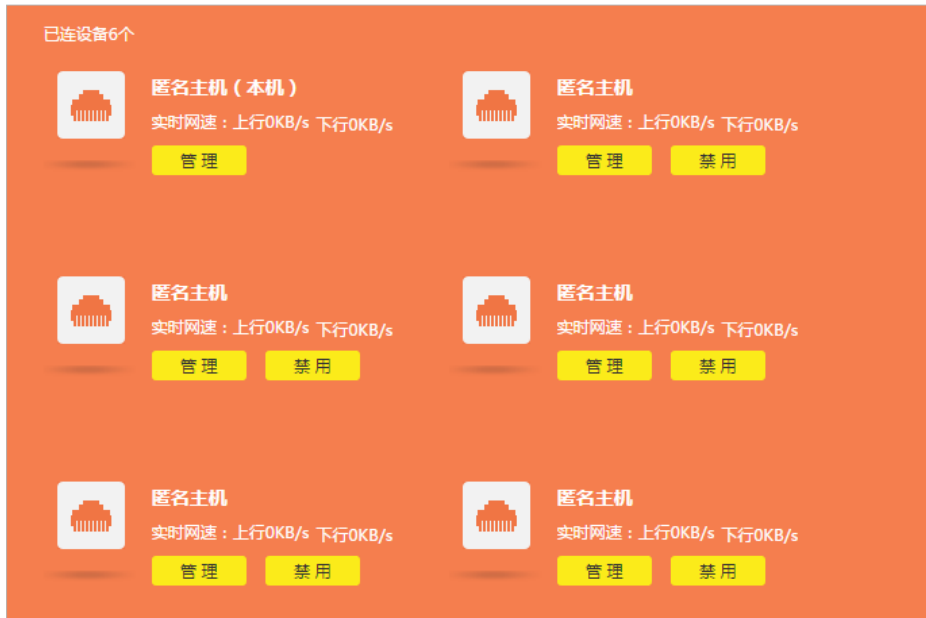 已连设备6个
匿名主机（本机）
实时网速：上行0KB/s 下行0KB/s
管 理
匿名主机
实时网速：上行0KB/s 下行0KB/s
管 理 禁 用
匿名主机
实时网速：上行0KB/s 下行0KB/s
管 理 禁 用
匿名主机
实时网速：上行0KB/s 下行0KB/s
管 理 禁 用
匿名主机
实时网速：上行0KB/s 下行0KB/s
管 理 禁 用
匿名主机
实时网速：上行0KB/s 下行0KB/s
管 理 禁 用